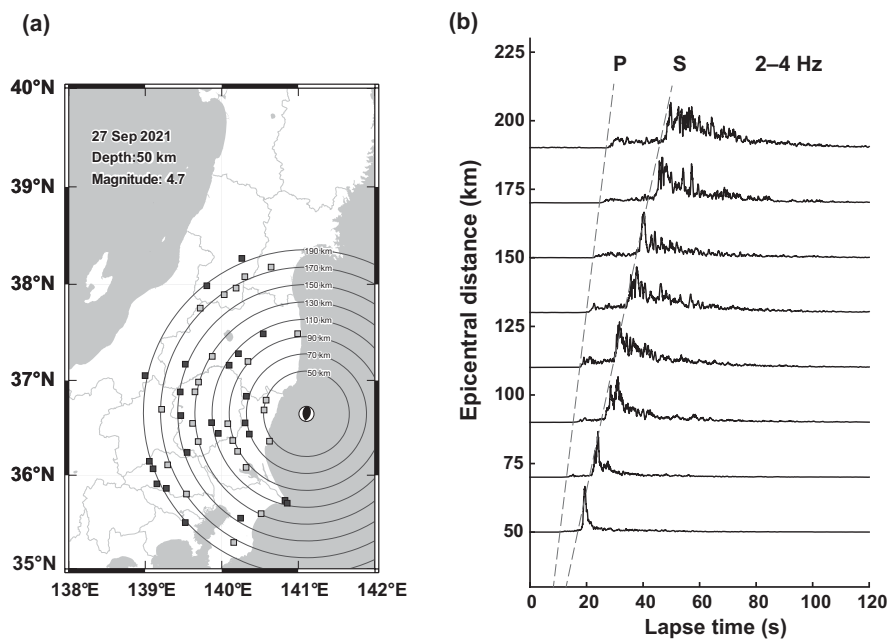 (a)
40°N
39°N
38°N
37°N
36°N
35°N
138°E 139°E 140°E 141°E 142°E
27 Sep 2021
Depth:50 km
Magnitude: 4.7
190 km
170 km
150 km
130 km
110 km
90 km
70 km
50 km
(b)
Epicentral distance (km)
225
200
175
150
125
100
75
50
P S 2–4 Hz
0 20 40 60 80 100 120
Lapse time (s)